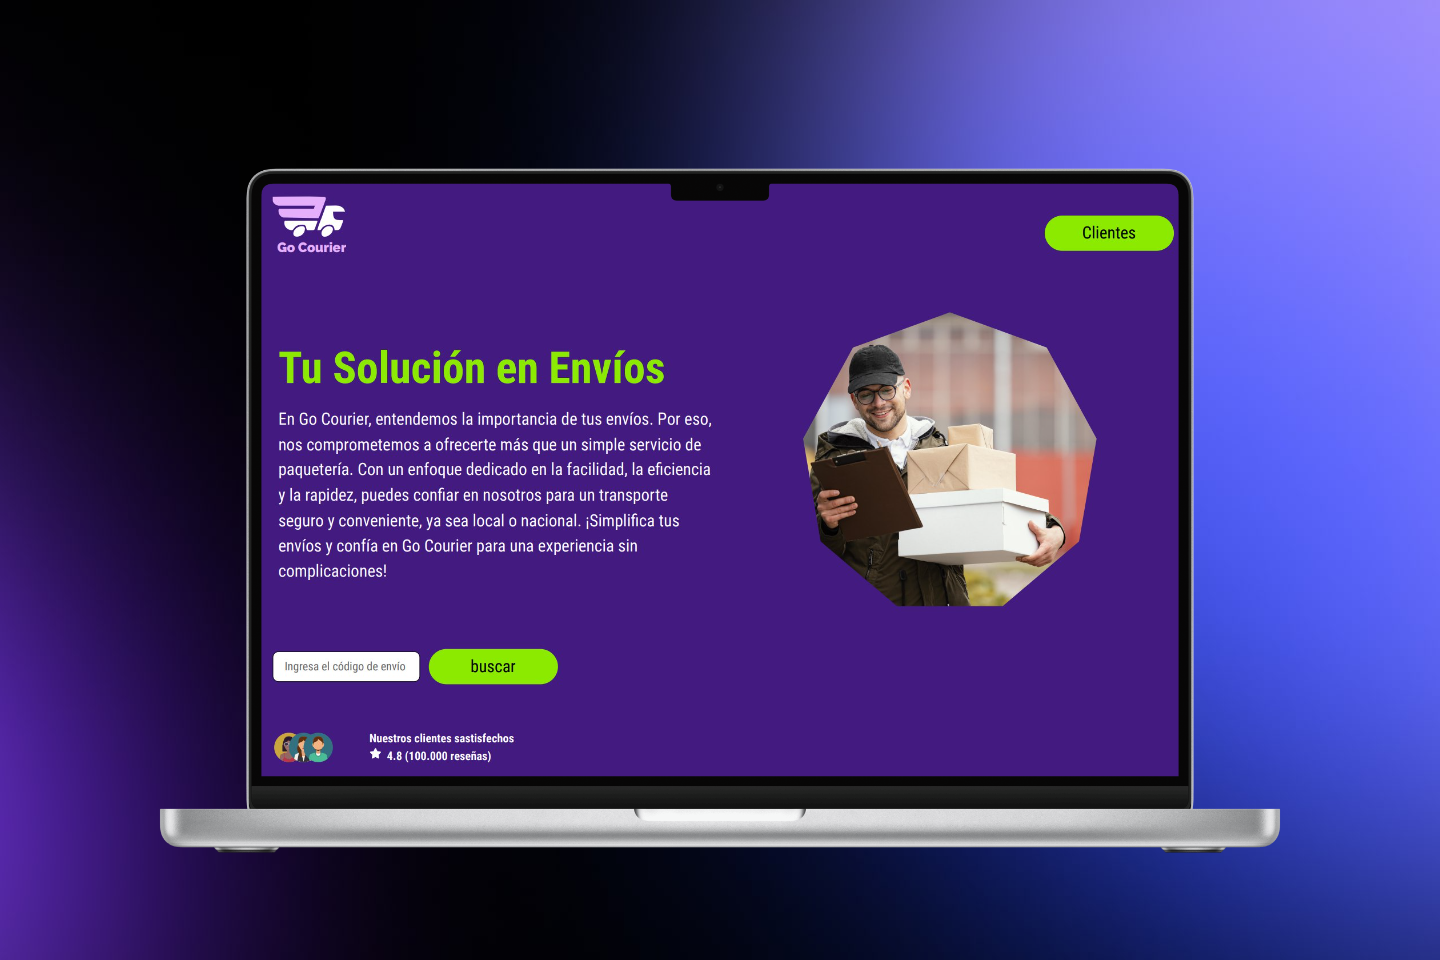 Go Courier
Clientes
Tu Solución en Envíos
En Go Courier, entendemos la importancia de tus envíos. Por eso,
nos comprometemos a ofrecerte más que un simple servicio de
paquetería. Con un enfoque dedicado en la facilidad, la eficiencia
y la rapidez, puedes confiar en nosotros para un transporte
seguro y conveniente, ya sea local o nacional. ¡Simplifica tus
envíos y confía en Go Courier para una experiencia sin
complicaciones!
Ingresa el código de envío
buscar
Nuestros clientes sastisfechos
4.8 (100.000 reseñas)